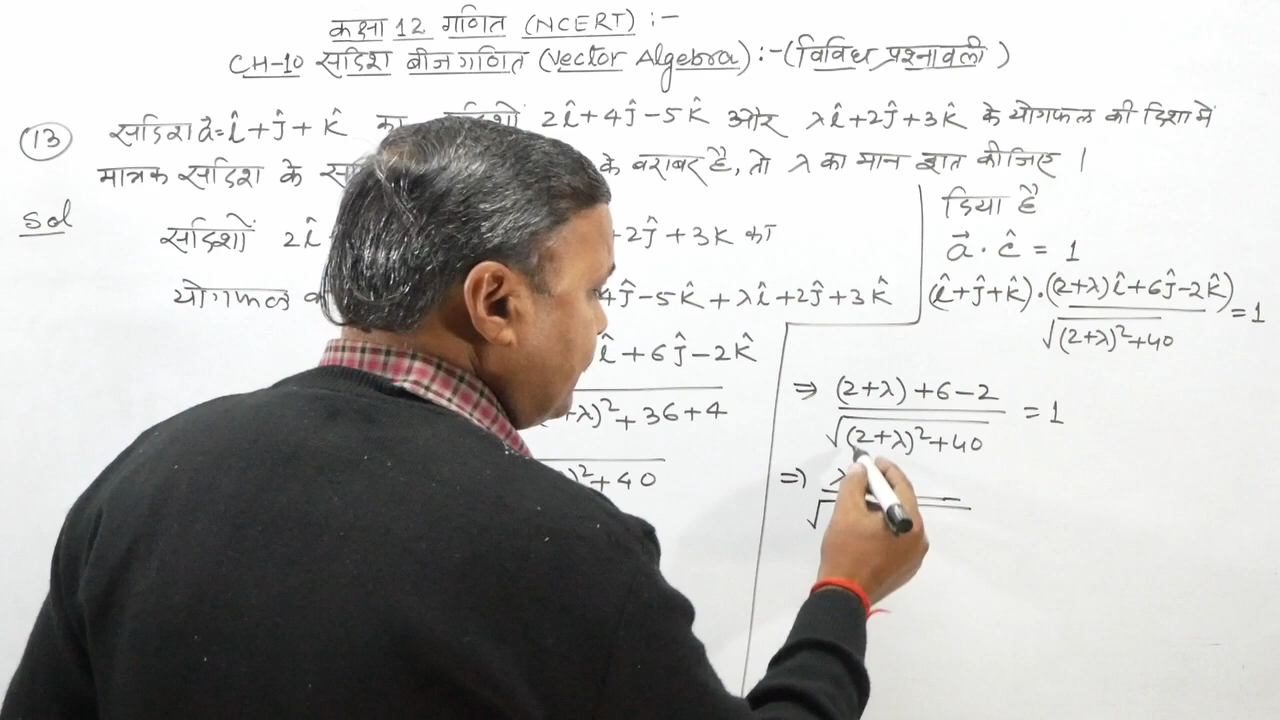 कक्षा 12 गणित (NCERT) :-
CH-10 सदिश बीजगणित (Vector Algebra) :- (विविध प्रश्नावली)
(13) सदिश a⃗ = î + ĵ + k̂ का 2î + 4ĵ - 5k̂ और λî + 2ĵ + 3k̂ के योगफल की दिशा में
मात्रक सदिश के के बराबर है, तो λ का मान ज्ञात कीजिए ।
Sol
सदिशों 2î + 2ĵ + 3k का
योगफल 4ĵ - 5k̂ + λî + 2ĵ + 3k̂
î + 6ĵ - 2k̂
+λ)² + 36 + 4
)² + 40
दिया है
a⃗ · ĉ = 1
(î + ĵ + k̂) · ((2+λ)î + 6ĵ - 2k̂) / √((2+λ)² + 40) = 1
⇒ ((2+λ) + 6 - 2) / √((2+λ)² + 40) = 1
⇒ λ / √